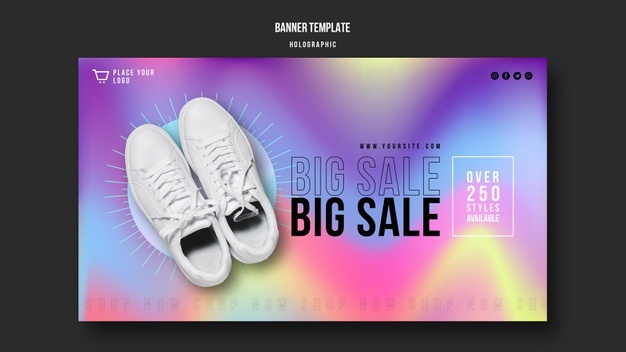 BANNER TEMPLATE
HOLOGRAPHIC
PLACE YOUR
LOGO
WWW.YOURSITE.COM
BIG SALE
BIG SALE
OVER
250
STYLES
AVAILABLE
SHOP NOW SHOP NOW SHOP NOW SHOP NOW SH